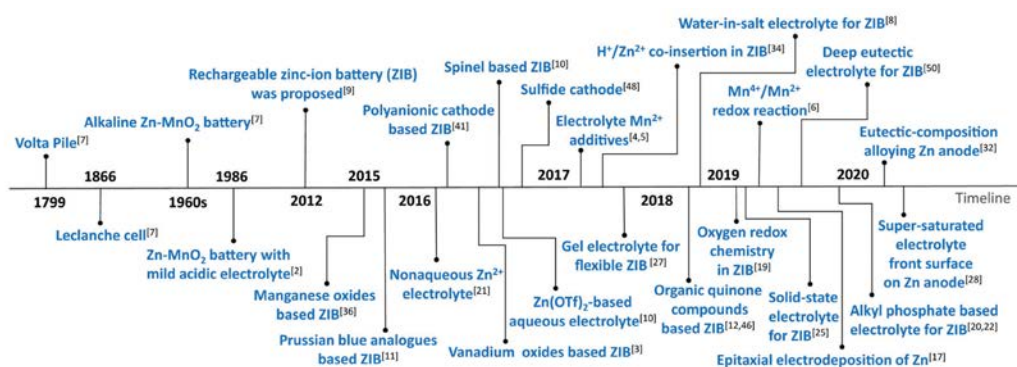 Water-in-salt electrolyte for ZIB[8]
H⁺/Zn²⁺ co-insertion in ZIB[34]
Spinel based ZIB[10]
Deep eutectic
electrolyte for ZIB[50]
Rechargeable zinc-ion battery (ZIB)
was proposed[9]
Sulfide cathode[48]
Mn⁴⁺/Mn²⁺
redox reaction
[6]
Polyanionic cathode
based ZIB
[41]
Alkaline Zn-MnO₂ battery[7]
Electrolyte Mn²⁺
additives[4,5]
Eutectic-composition
alloying Zn anode[32]
Volta Pile[7]
1866
1986
2015
2017
2019
2020
1799
1960s
2012
2016
2018
Timeline
Leclanche cell[7]
Zn-MnO₂ battery with
mild acidic electrolyte[2]
Manganese oxides
based ZIB[36]
Prussian blue analogues
based ZIB[11]
Nonaqueous Zn²⁺
electrolyte[21]
Vanadium oxides based ZIB[3]
Zn(OTf)₂-based
aqueous electrolyte[10]
Gel electrolyte for
flexible ZIB[27]
Organic quinone
compounds
based ZIB[12,46]
Oxygen redox
chemistry
in ZIB[19]
Solid-state
electrolyte
for ZIB[25]
Epitaxial electrodeposition of Zn[17]
Alkyl phosphate based
electrolyte for ZIB[20,22]
Super-saturated
electrolyte
front surface
on Zn anode[28]